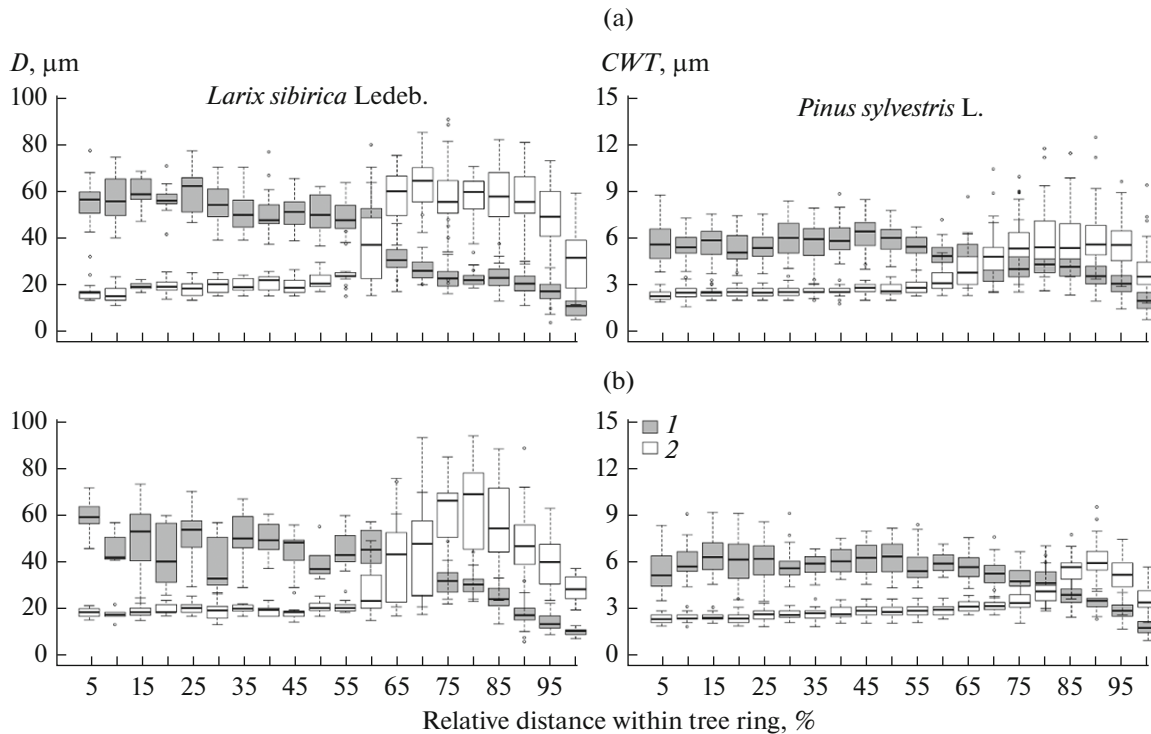 (a)
D, μm
CWT, μm
Larix sibirica Ledeb.
Pinus sylvestris L.
100
80
60
40
20
0
15
12
9
6
3
0
(b)
100
80
60
40
20
0
15
12
9
6
3
0
1
2
5 15 25 35 45 55 65 75 85 95
5 15 25 35 45 55 65 75 85 95
Relative distance within tree ring, %